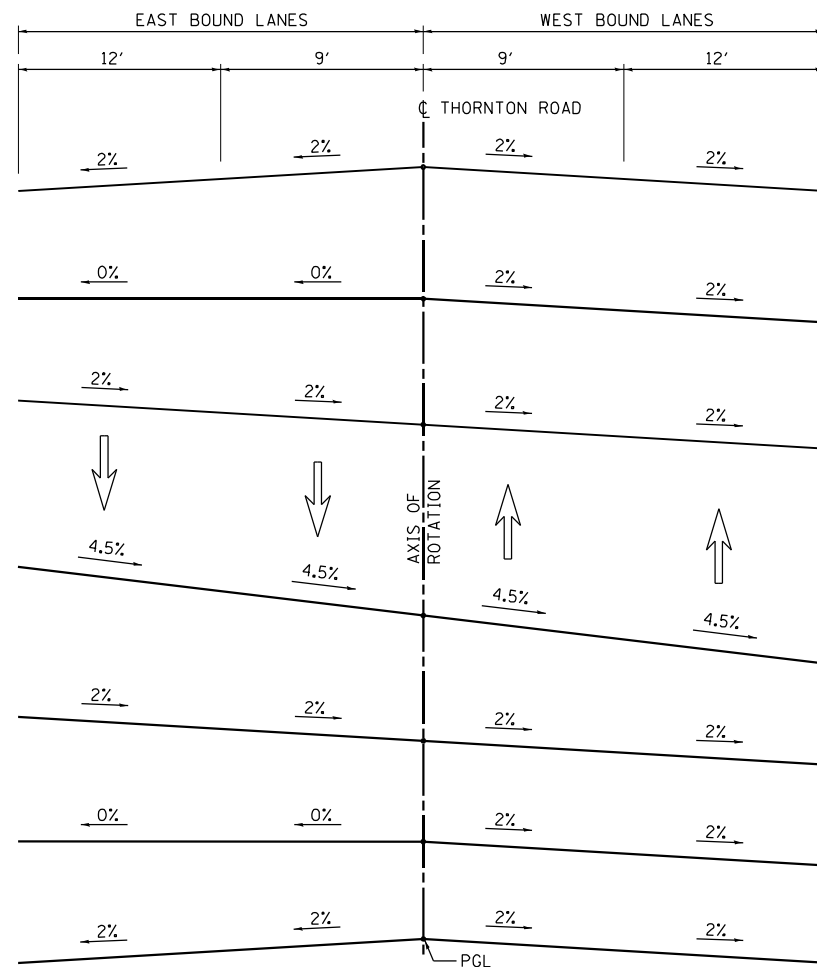 EAST BOUND LANES WEST BOUND LANES
12' 9' 9' 12'
℄ THORNTON ROAD
2% 2% 2% 2%
0% 0% 2% 2%
2% 2% 2% 2%
AXIS OF
ROTATION
4.5% 4.5% 4.5% 4.5%
2% 2% 2% 2%
0% 0% 2% 2%
2% 2% 2% 2%
PGL